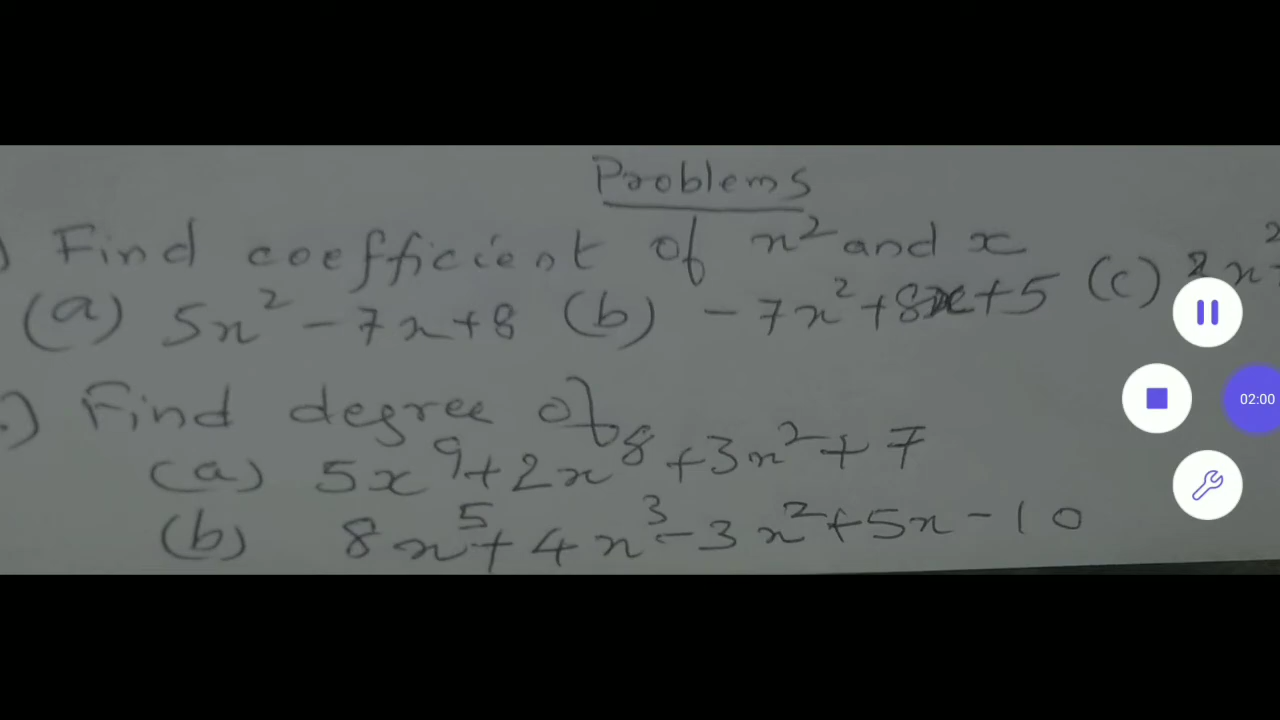 Problems
) Find coefficient of x² and x
(a) 5x² - 7x + 8 (b) - 7x² + 8x + 5 (c) 2x²
.) Find degree of
(a) 5x⁹ + 2x⁸ + 3x² + 7
(b) 8x⁵ + 4x³ - 3x² + 5x - 10
02:00